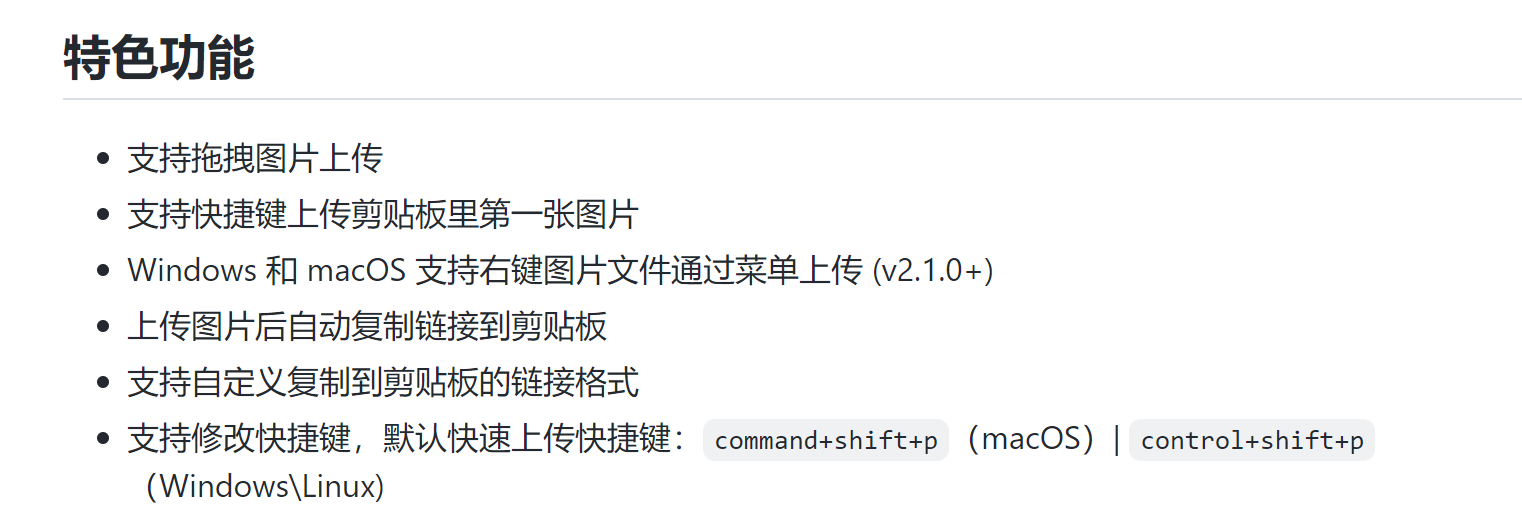 特色功能
支持拖拽图片上传
支持快捷键上传剪贴板里第一张图片
Windows 和 macOS 支持右键图片文件通过菜单上传 (v2.1.0+)
上传图片后自动复制链接到剪贴板
支持自定义复制到剪贴板的链接格式
支持修改快捷键，默认快速上传快捷键：command+shift+p（macOS）| control+shift+p
（Windows\Linux)